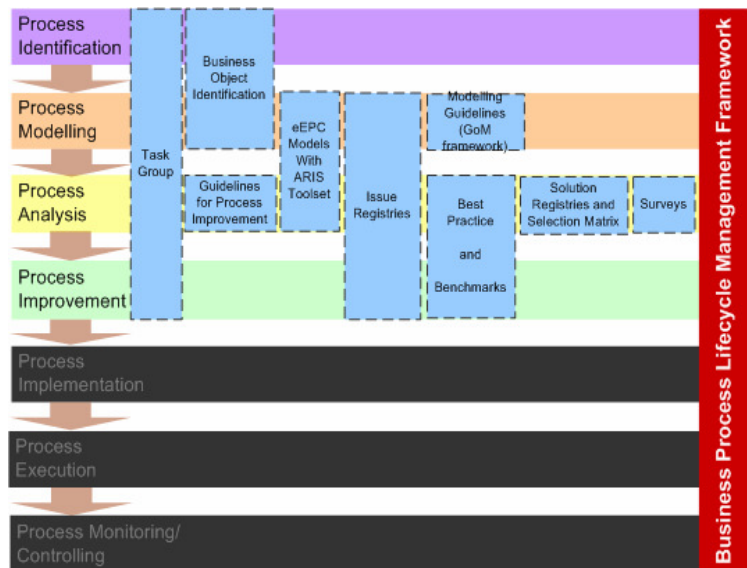 Process
Identification
Business
Object
Identification
Process
Modelling
Modelling
Guidelines
(GoM
framework)
eEPC
Models
With
ARIS
Toolset
Task
Group
Process
Analysis
Guidelines
for Process
Improvement
Issue
Registries
Best
Practice
and
Benchmarks
Solution
Registries and
Selection Matrix
Surveys
Process
Improvement
Process
Implementation
Process
Execution
Process Monitoring/
Controlling
Business Process Lifecycle Management Framework